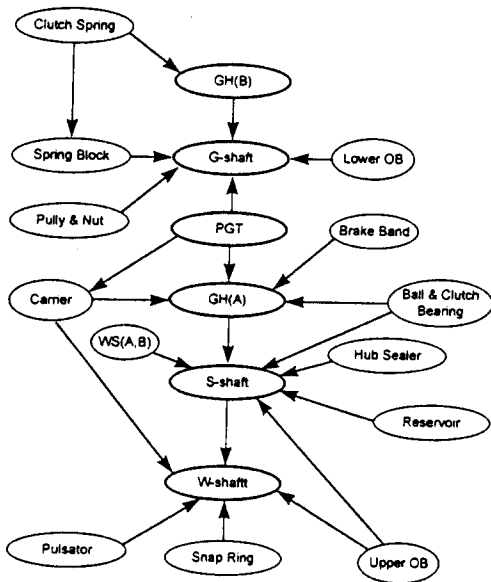 Clutch Spring
GH(B)
Spring Block
G-shaft
Lower OB
Pully & Nut
PGT
Brake Band
Carrier
GH(A)
Ball & Clutch
Bearing
WS(A,B)
Hub Sealer
S-shaft
Reservoir
W-shaftt
Pulsator
Snap Ring
Upper OB